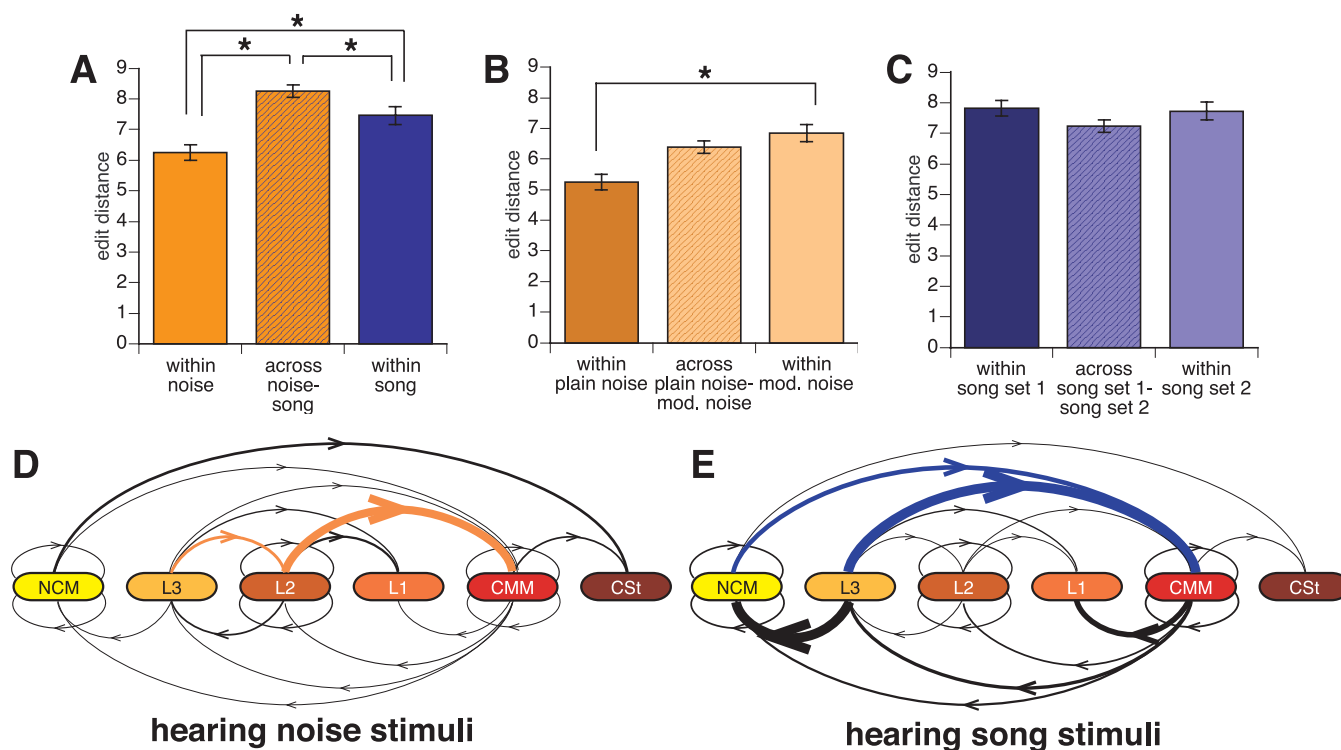 A
edit distance
9
8
7
6
5
4
3
2
1
0
*
*
*
within
noise
across
noise-
song
within
song
B
edit distance
9
8
7
6
5
4
3
2
1
0
*
within
plain noise
across
plain noise-
mod. noise
within
mod. noise
C
edit distance
9
8
7
6
5
4
3
2
1
0
within
song set 1
across
song set 1-
song set 2
within
song set 2
D
NCM
L3
L2
L1
CMM
CSt
hearing noise stimuli
E
NCM
L3
L2
L1
CMM
CSt
hearing song stimuli